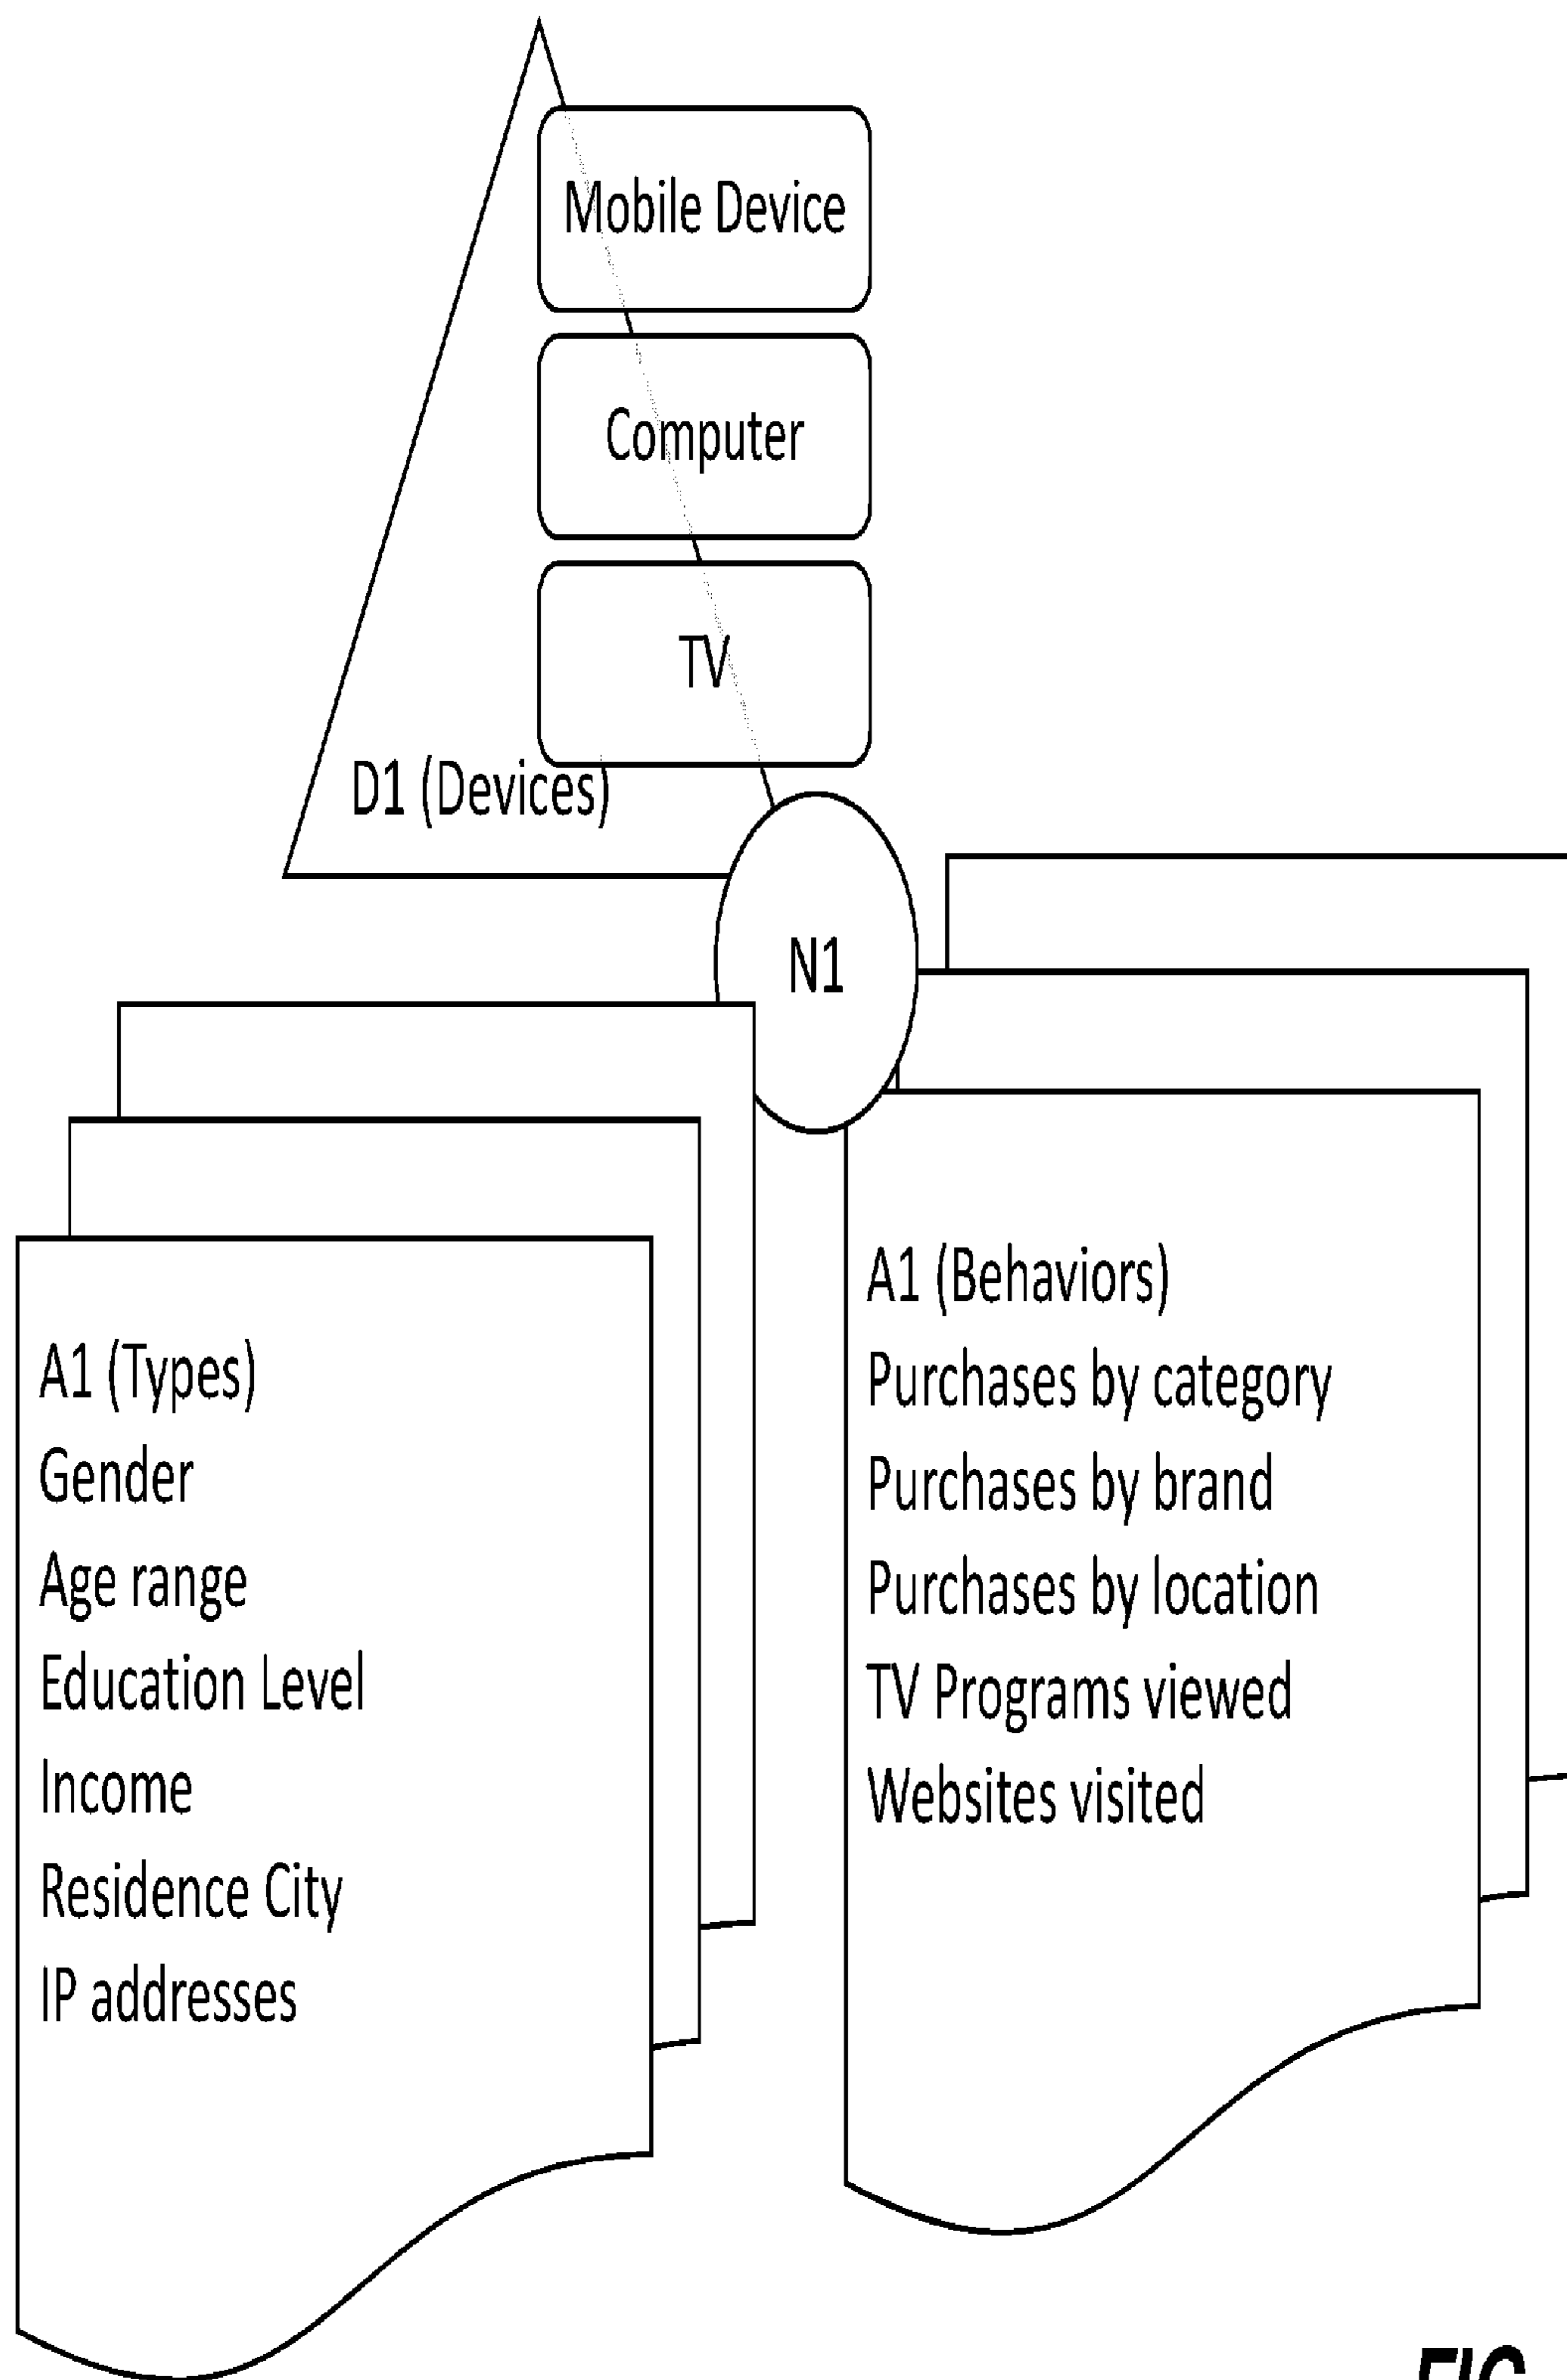 Mobile Device
Computer
TV
D1 (Devices)
N1
A1 (Types)
Gender
Age range
Education Level
Income
Residence City
IP addresses
A1 (Behaviors)
Purchases by category
Purchases by brand
Purchases by location
TV Programs viewed
Websites visited
FIG